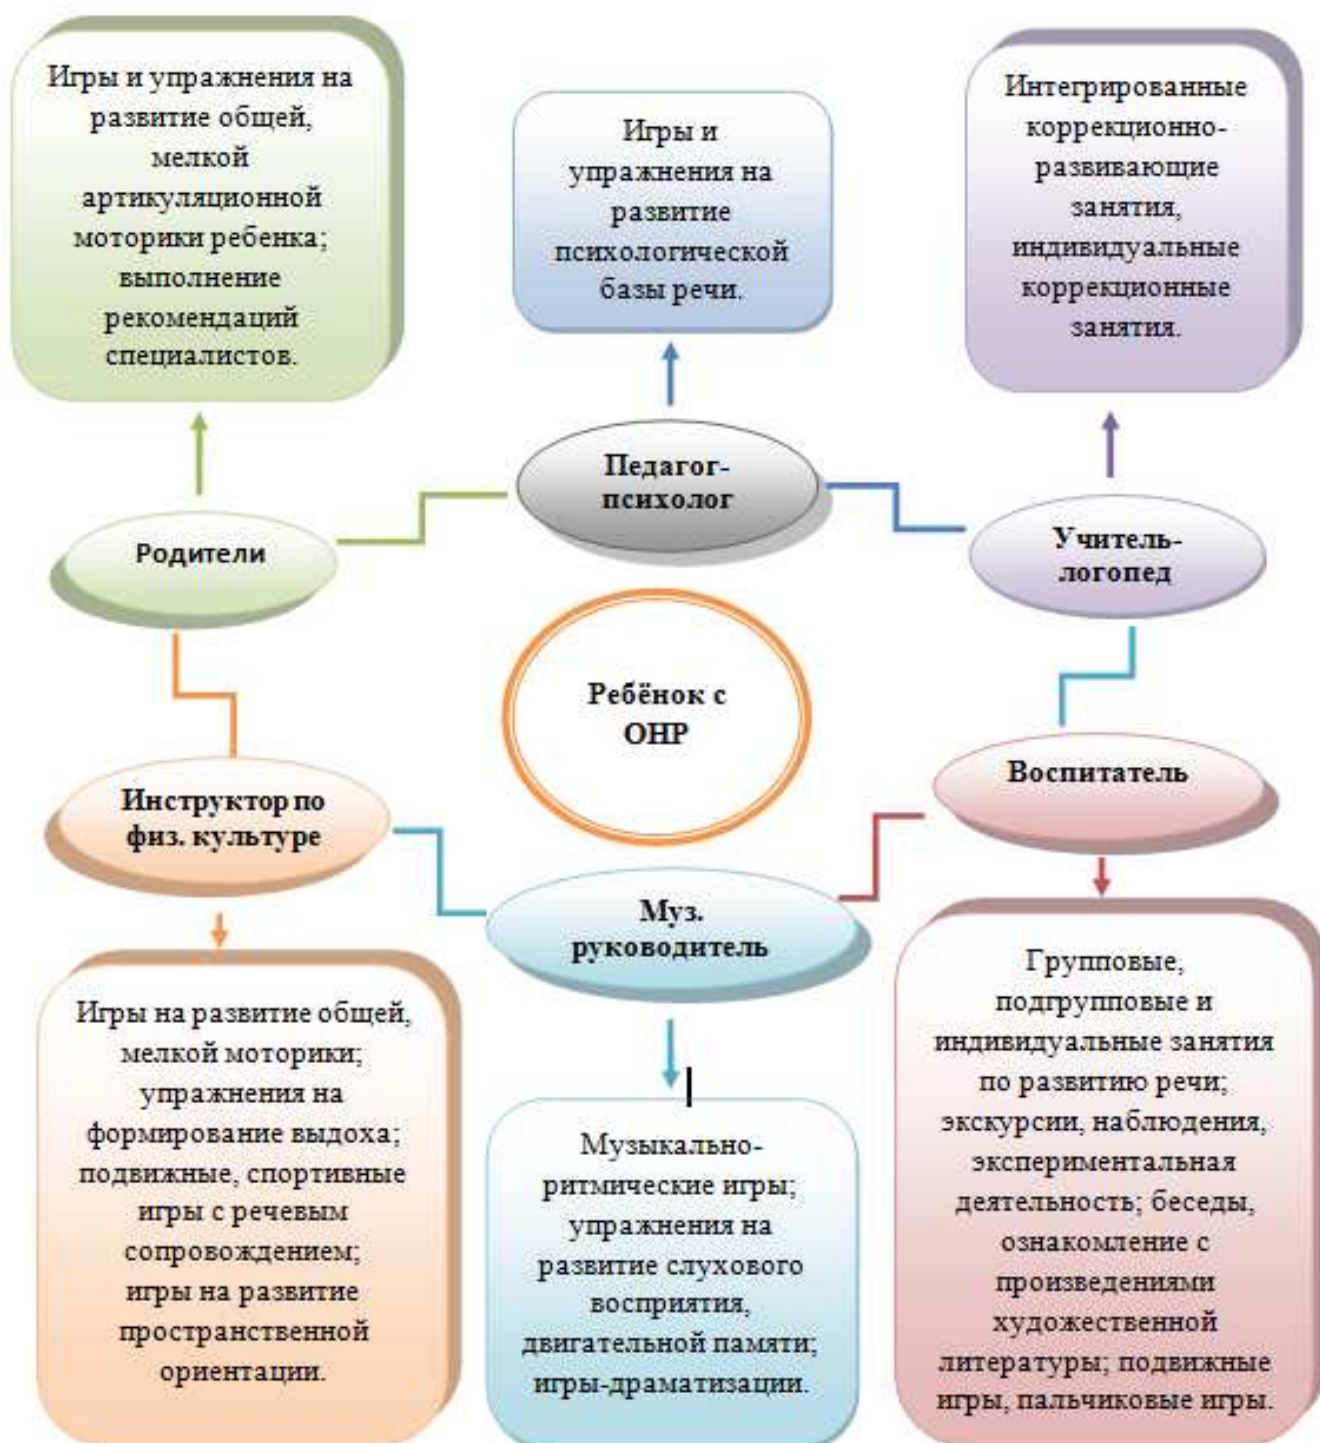 Игры и упражнения на
развитие общей,
мелкой
артикуляционной
моторики ребенка;
выполнение
рекомендаций
специалистов.
Игры и
упражнения на
развитие
психологической
базы речи.
Интегрированные
коррекционно-
развивающие
занятия,
индивидуальные
коррекционные
занятия.
Родители
Педагог-
психолог
Учитель-
логопед
Ребёнок с
ОНР
Инструктор по
физ. культуре
Муз.
руководитель
Воспитатель
Игры на развитие общей,
мелкой моторики;
упражнения на
формирование выдоха;
подвижные, спортивные
игры с речевым
сопровождением;
игры на развитие
пространственной
ориентации.
Музыкально-
ритмические игры;
упражнения на
развитие слухового
восприятия,
двигательной памяти;
игры-драматизации.
Групповые,
подгрупповые и
индивидуальные занятия
по развитию речи;
экскурсии, наблюдения,
экспериментальная
деятельность; беседы,
ознакомление с
произведениями
художественной
литературы; подвижные
игры, пальчиковые игры.